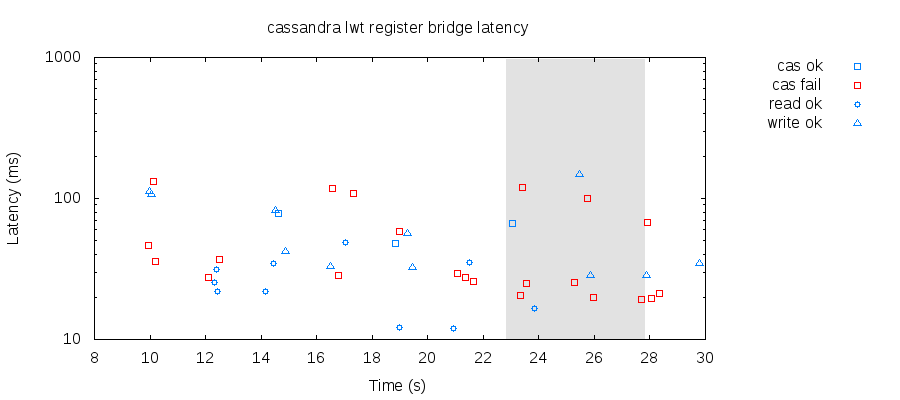 cassandra lwt register bridge latency
1000
100
10
Latency (ms)
8 10 12 14 16 18 20 22 24 26 28 30
Time (s)
cas ok
cas fail
read ok
write ok